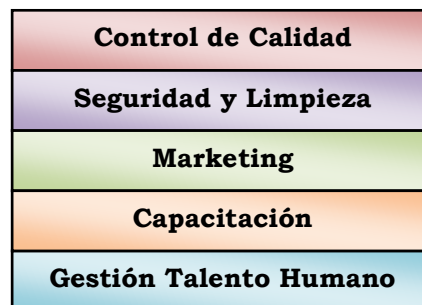 Control de Calidad
Seguridad y Limpieza
Marketing
Capacitación
Gestión Talento Humano